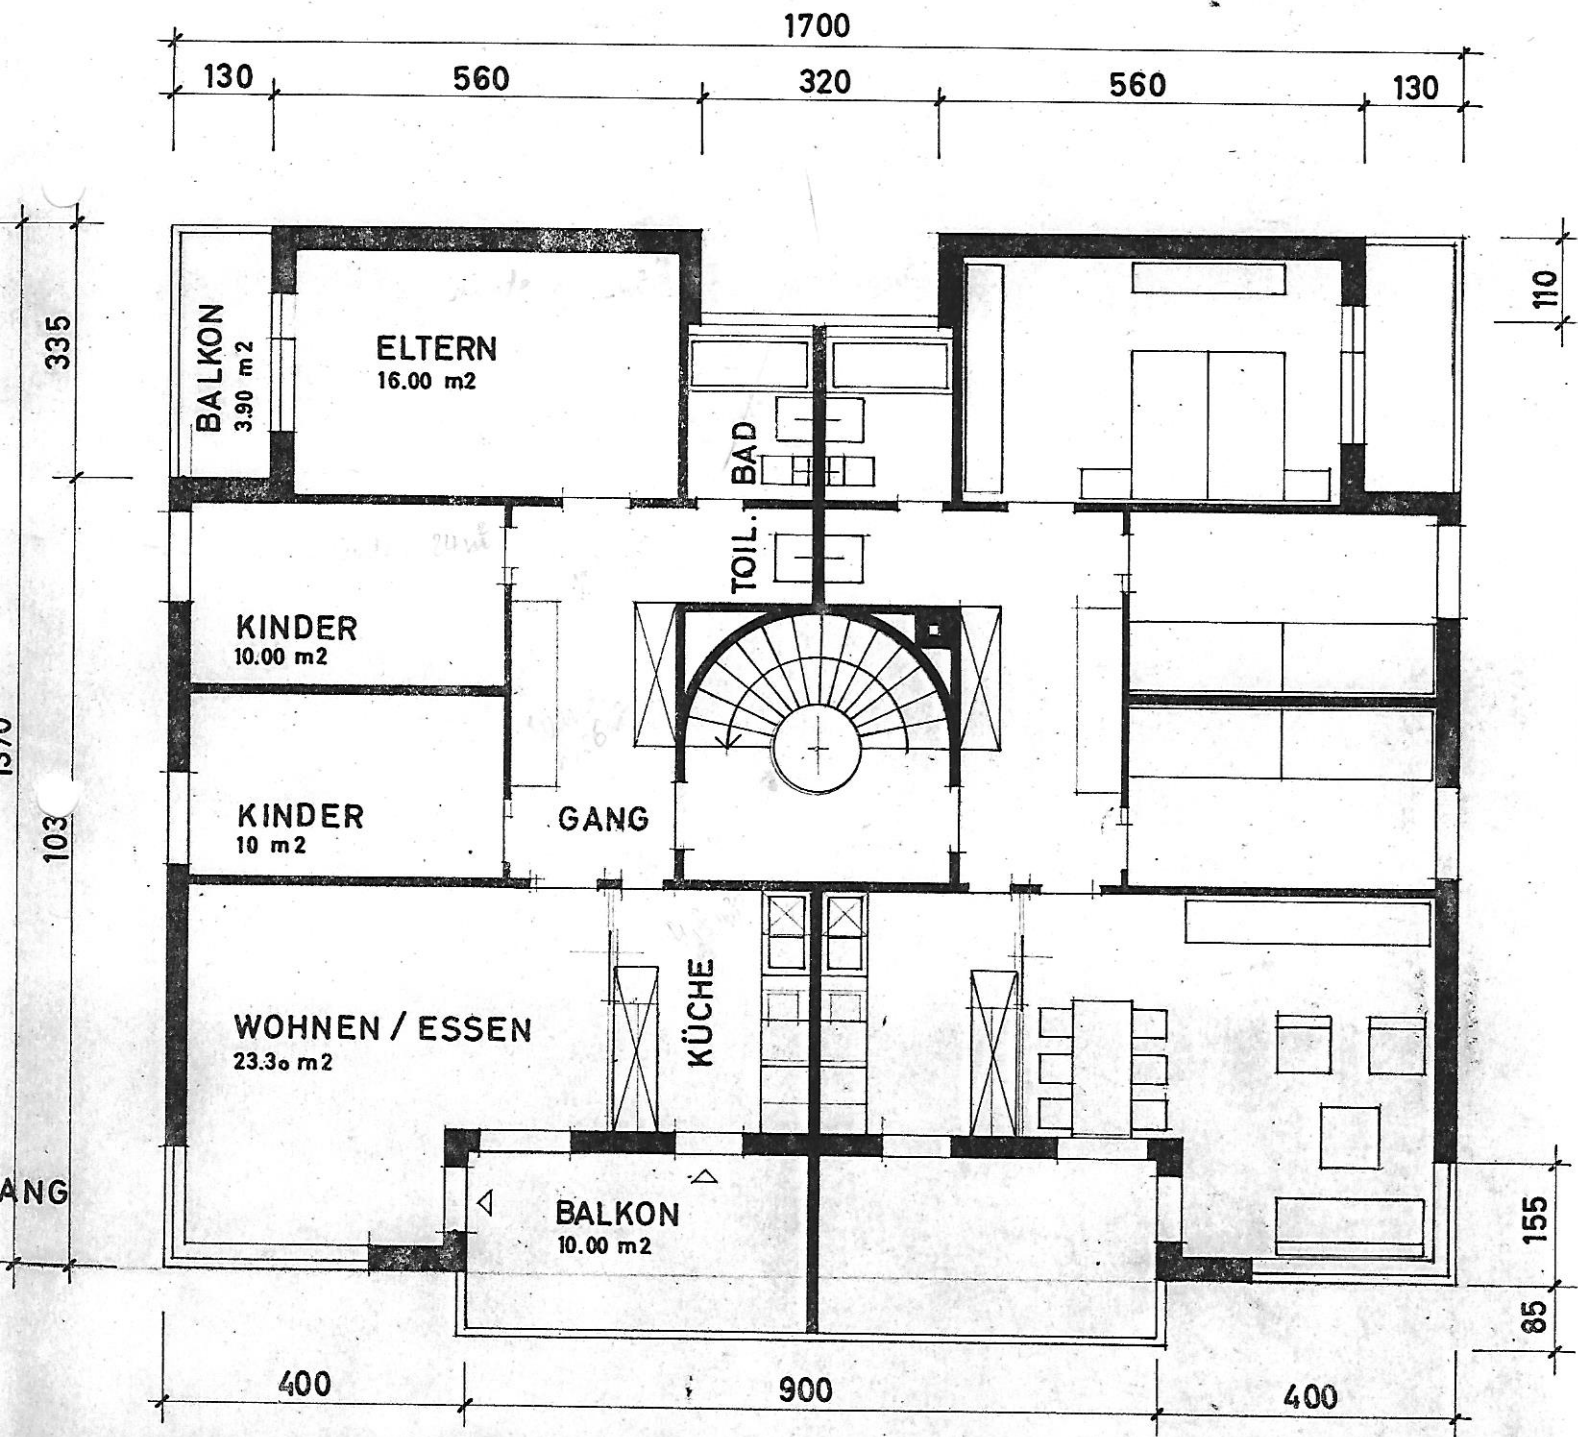 1700
130
560
320
560
130
335
110
BALKON
3.90 m2
ELTERN
16.00 m2
BAD
TOIL.
KINDER
10.00 m2
KINDER
10 m2
GANG
103
WOHNEN / ESSEN
23.30 m2
KÜCHE
ANG
BALKON
10.00 m2
155
85
400
900
400